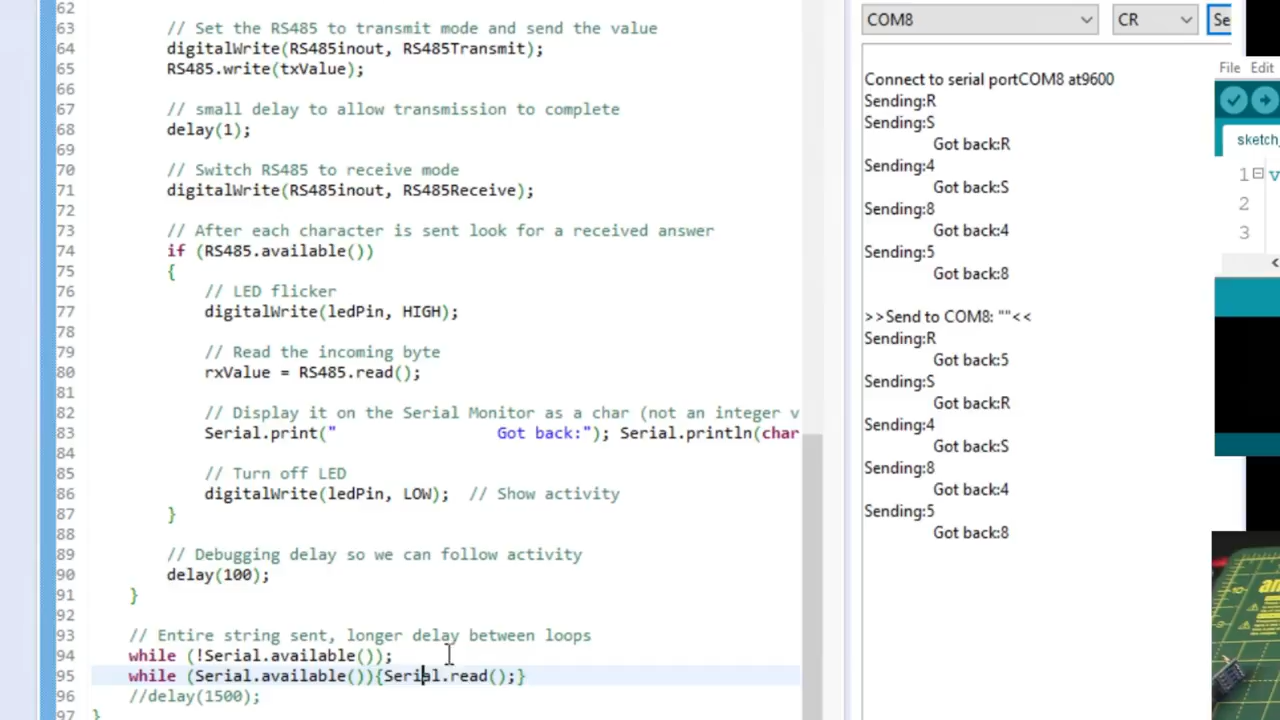 62
63 // Set the RS485 to transmit mode and send the value
64 digitalWrite(RS485inout, RS485Transmit);
65 RS485.write(txValue);
66
67 // small delay to allow transmission to complete
68 delay(1);
69
70 // Switch RS485 to receive mode
71 digitalWrite(RS485inout, RS485Receive);
72
73 // After each character is sent look for a received answer
74 if (RS485.available())
75 {
76 // LED flicker
77 digitalWrite(ledPin, HIGH);
78
79 // Read the incoming byte
80 rxValue = RS485.read();
81
82 // Display it on the Serial Monitor as a char (not an integer v
83 Serial.print("                 Got back:"); Serial.println(char
84
85 // Turn off LED
86 digitalWrite(ledPin, LOW);  // Show activity
87 }
88
89 // Debugging delay so we can follow activity
90 delay(100);
91 }
92
93 // Entire string sent, longer delay between loops
94 while (!Serial.available());
95 while (Serial.available()){Serial.read();}
96 //delay(1500);
97 }
COM8 CR Se
Connect to serial portCOM8 at9600
Sending:R
Sending:S
Got back:R
Sending:4
Got back:S
Sending:8
Got back:4
Sending:5
Got back:8
>>Send to COM8: ""<<
Sending:R
Got back:5
Sending:S
Got back:R
Sending:4
Got back:S
Sending:8
Got back:4
Sending:5
Got back:8
File Edit
sketch_
1 v
2
3